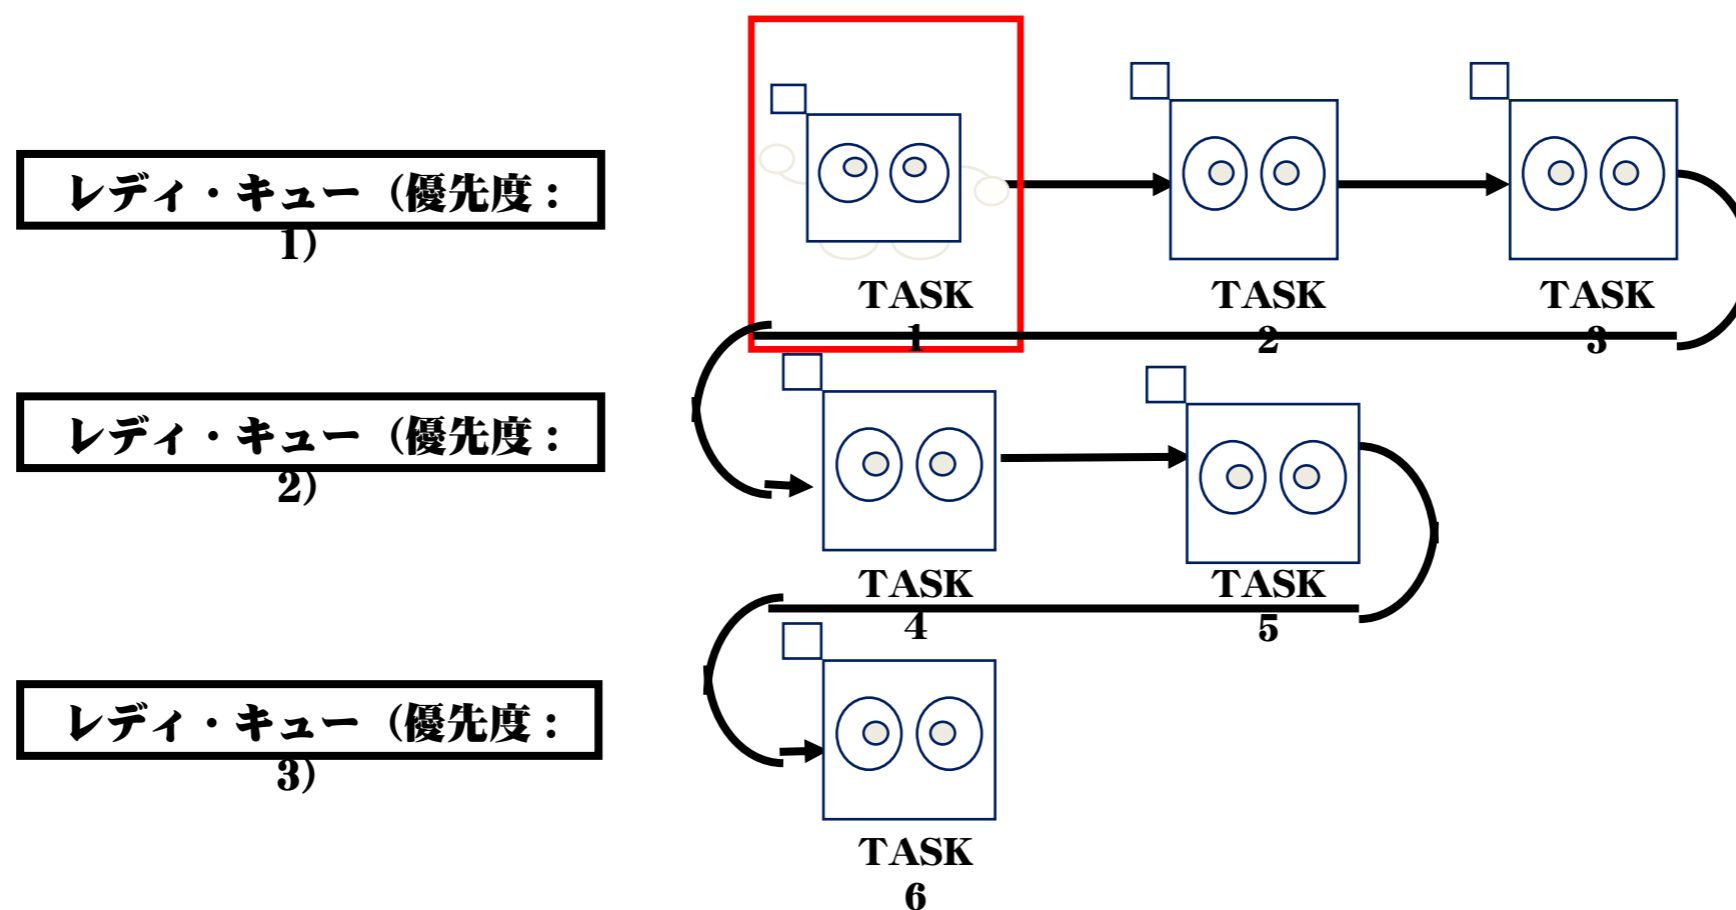 レディ・キュー（優先度：
1）
TASK
1
TASK
2
TASK
3
レディ・キュー（優先度：
2）
TASK
4
TASK
5
レディ・キュー（優先度：
3）
TASK
6